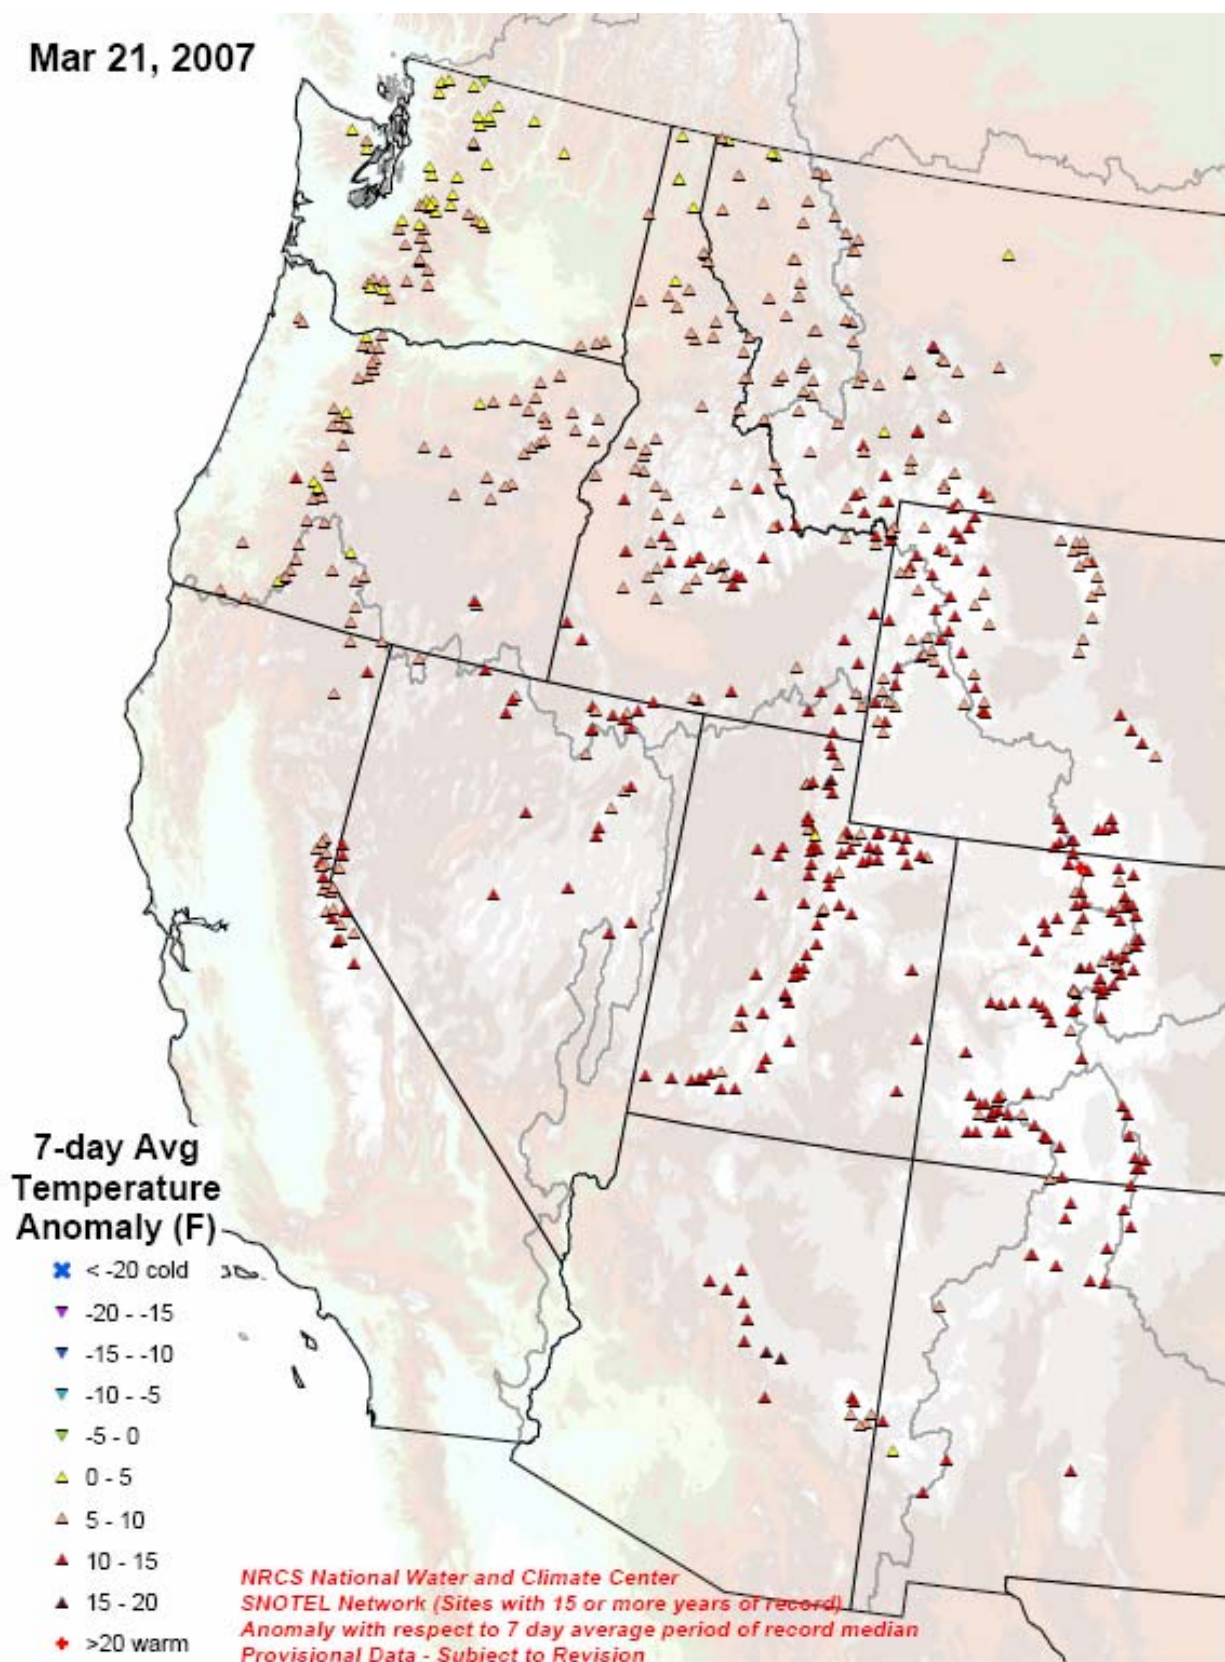 Mar 21, 2007
7-day Avg
Temperature
Anomaly (F)
< -20 cold
-20 - -15
-15 - -10
-10 - -5
-5 - 0
0 - 5
5 - 10
10 - 15
15 - 20
>20 warm
NRCS National Water and Climate Center
SNOTEL Network (Sites with 15 or more years of record)
Anomaly with respect to 7 day average period of record median
Provisional Data - Subject to Revision